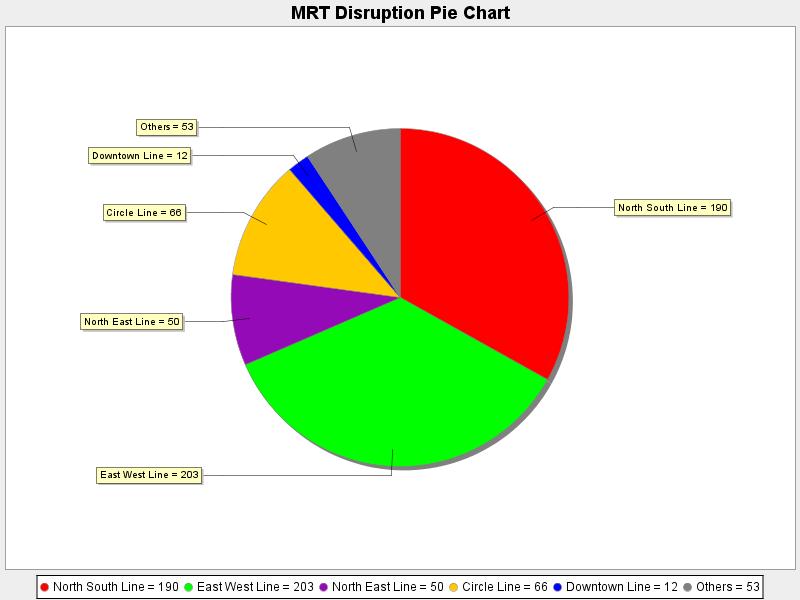 MRT Disruption Pie Chart
Others = 53
Downtown Line = 12
Circle Line = 66
North South Line = 190
North East Line = 50
East West Line = 203
North South Line = 190 East West Line = 203 North East Line = 50 Circle Line = 66 Downtown Line = 12 Others = 53